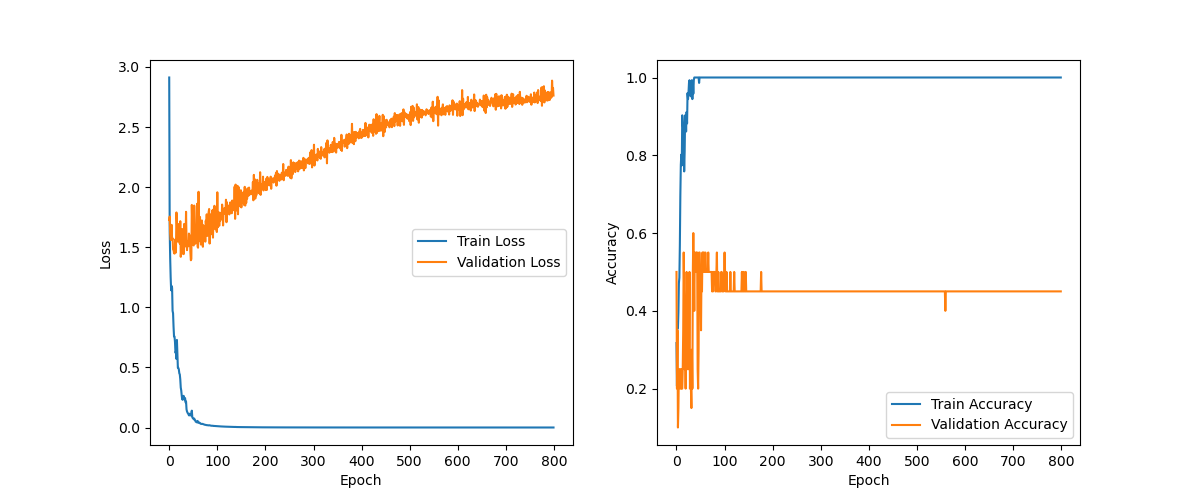 3.0
2.5
2.0
1.5
1.0
0.5
0.0
Loss
Train Loss
Validation Loss
0 100 200 300 400 500 600 700 800
Epoch
1.0
0.8
0.6
0.4
0.2
Accuracy
Train Accuracy
Validation Accuracy
0 100 200 300 400 500 600 700 800
Epoch